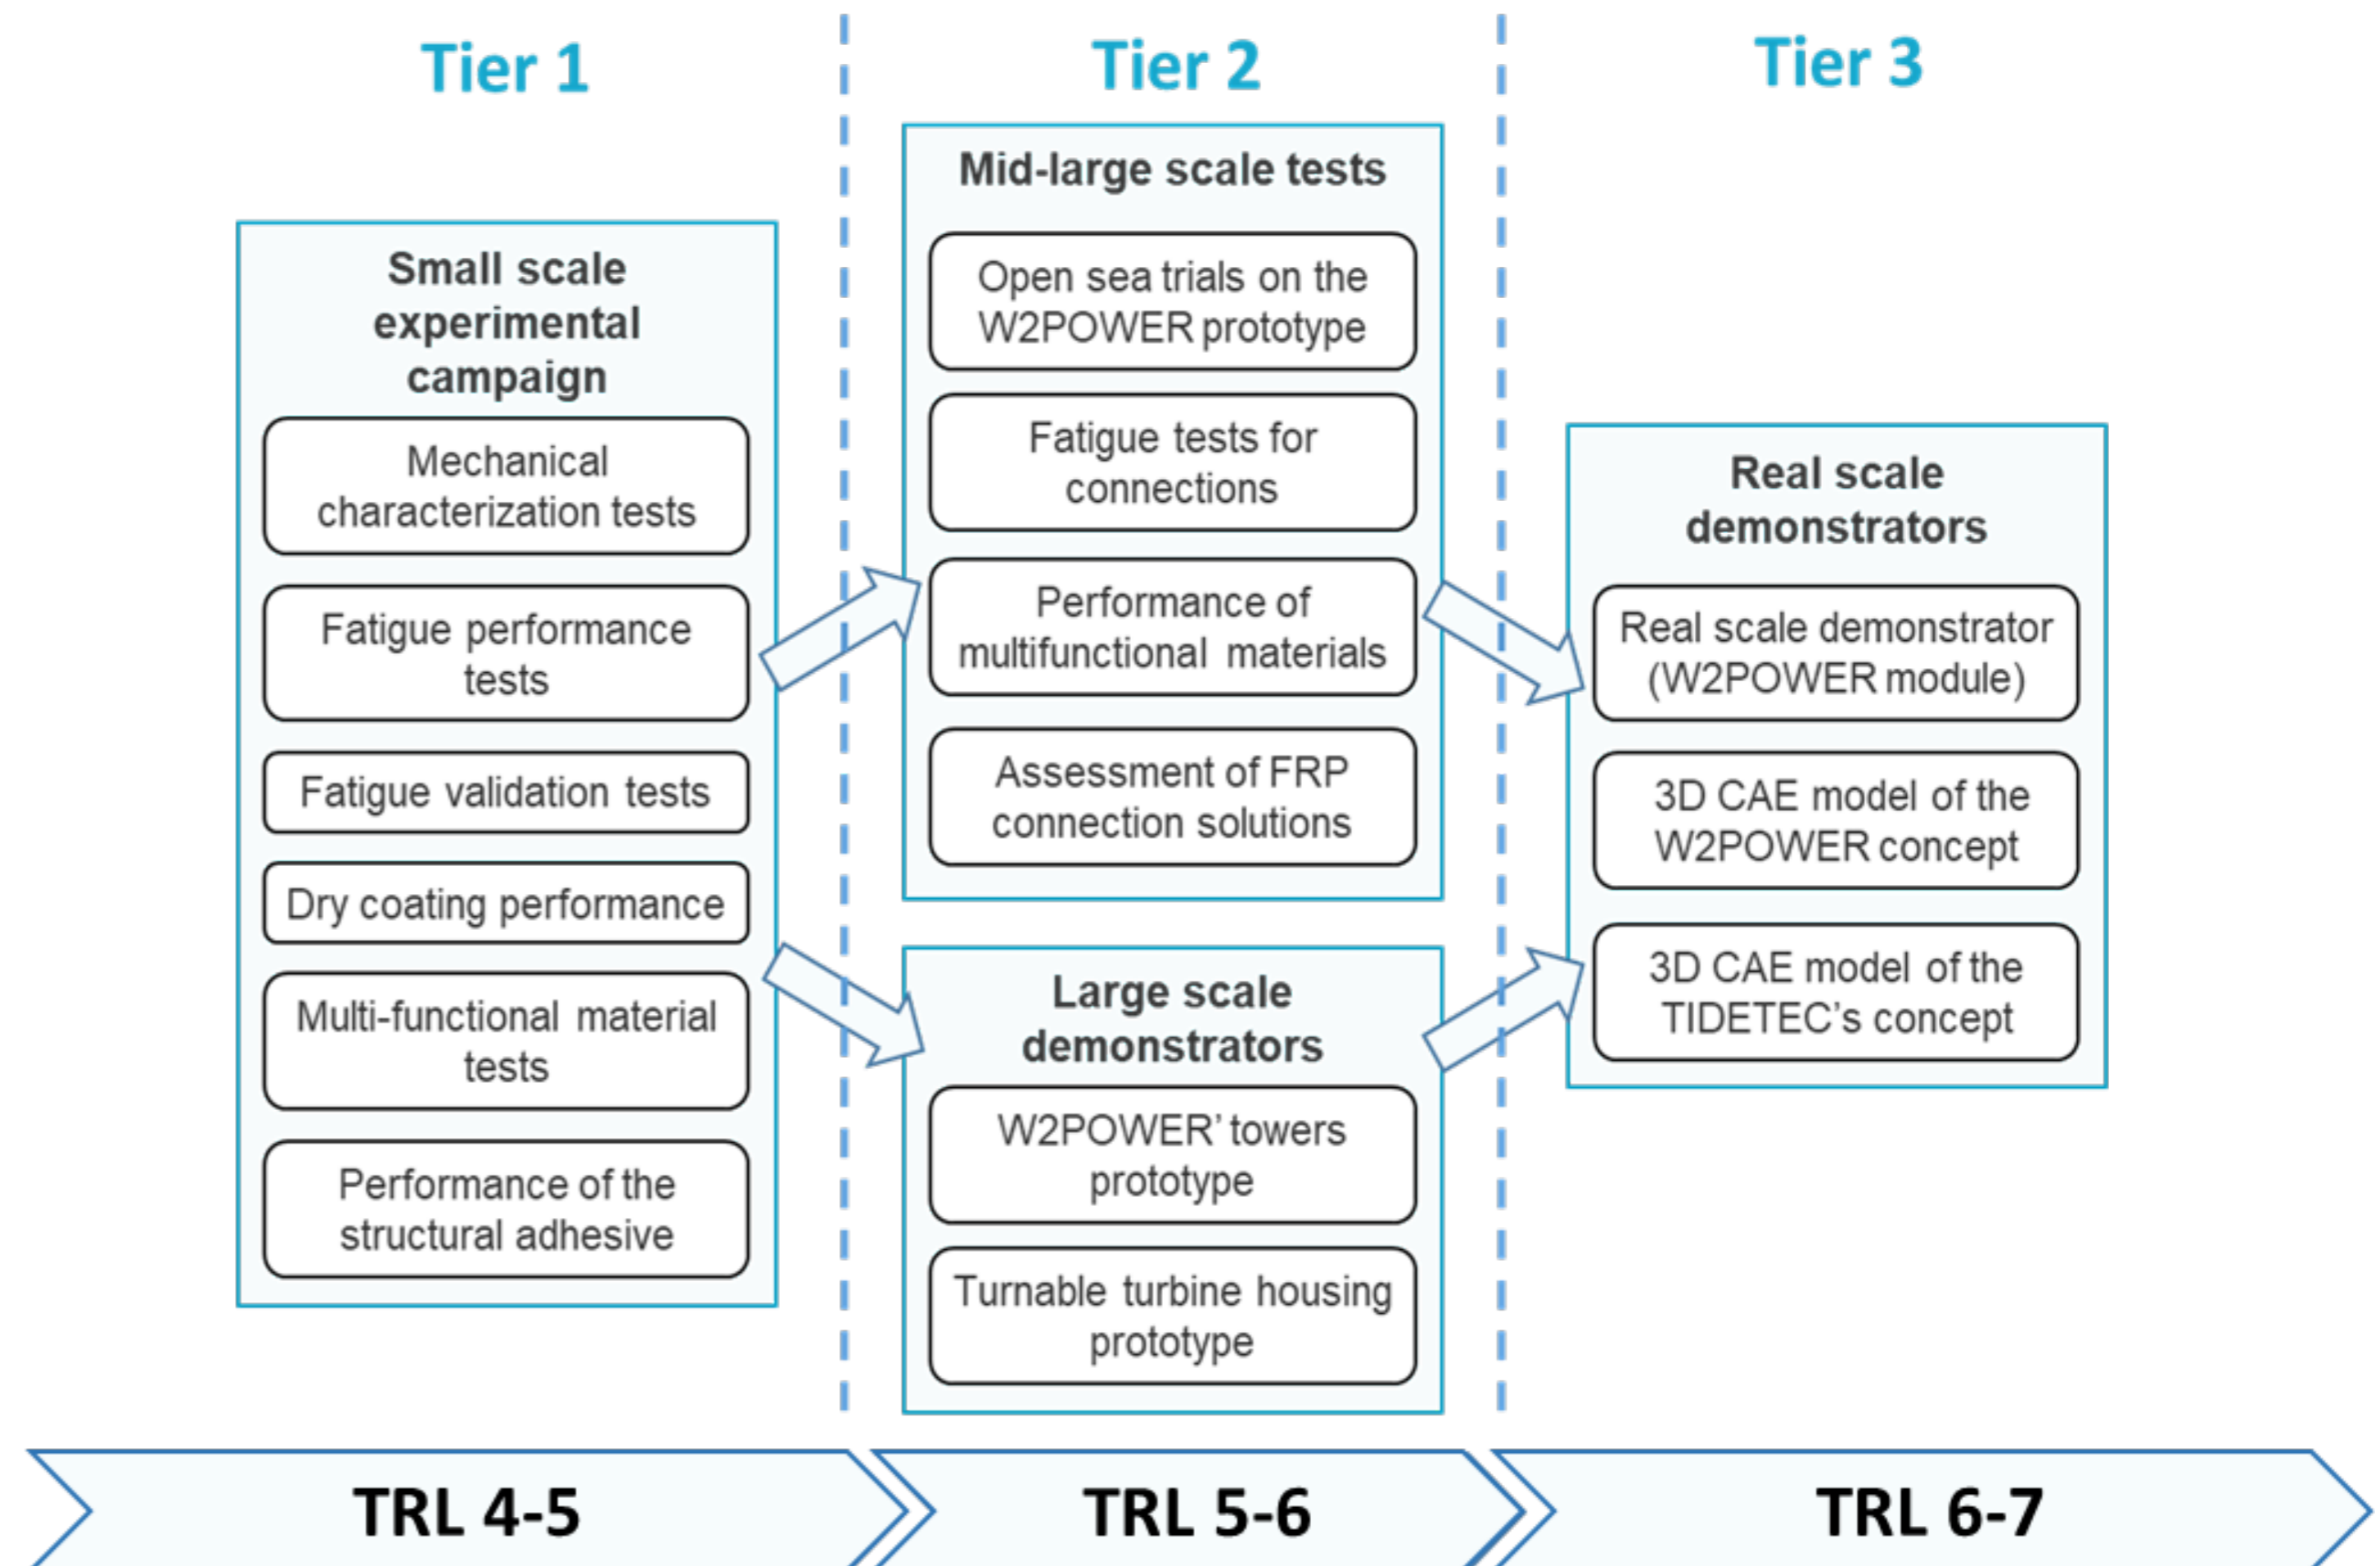 Tier 1
Small scale
experimental
campaign
Mechanical
characterization tests
Fatigue performance
tests
Fatigue validation tests
Dry coating performance
Multi-functional material
tests
Performance of the
structural adhesive
Tier 2
Mid-large scale tests
Open sea trials on the
W2POWER prototype
Fatigue tests for
connections
Performance of
multifunctional materials
Assessment of FRP
connection solutions
Large scale
demonstrators
W2POWER’ towers
prototype
Turnable turbine housing
prototype
Tier 3
Real scale
demonstrators
Real scale demonstrator
(W2POWER module)
3D CAE model of the
W2POWER concept
3D CAE model of the
TIDETEC’s concept
TRL 4-5
TRL 5-6
TRL 6-7